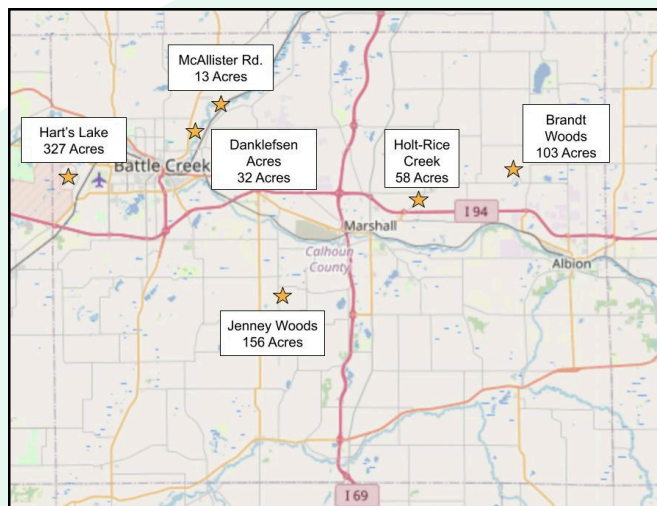 McAllister Rd.
13 Acres
Hart's Lake
327 Acres
Battle Creek
Danklefsen
Acres
32 Acres
Holt-Rice
Creek
58 Acres
Brandt
Woods
103 Acres
I 94
Marshall
Calhoun
County
Albion
Jenney Woods
156 Acres
I 69